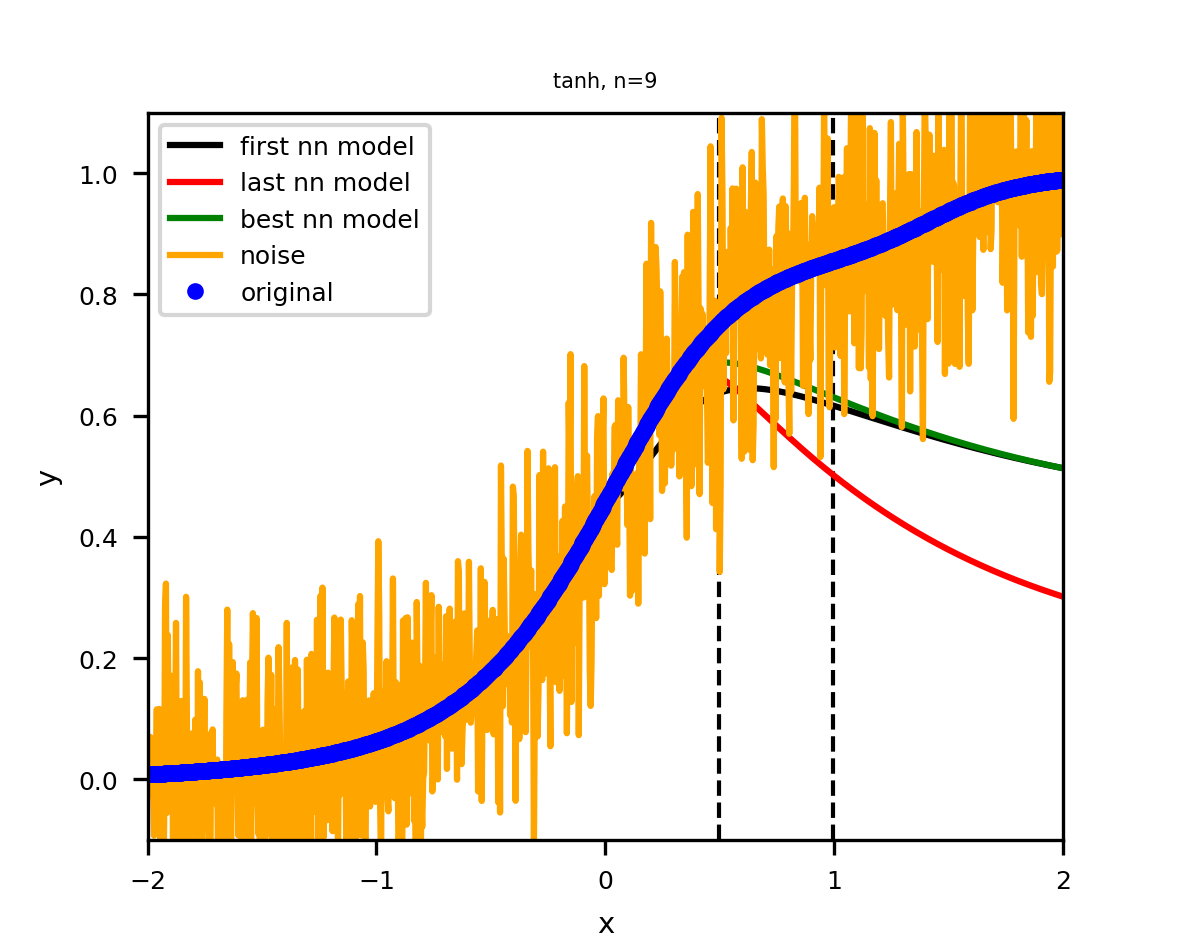 tanh, n=9
first nn model
last nn model
best nn model
noise
original
1.0
0.8
0.6
0.4
0.2
0.0
y
−2 −1 0 1 2
x